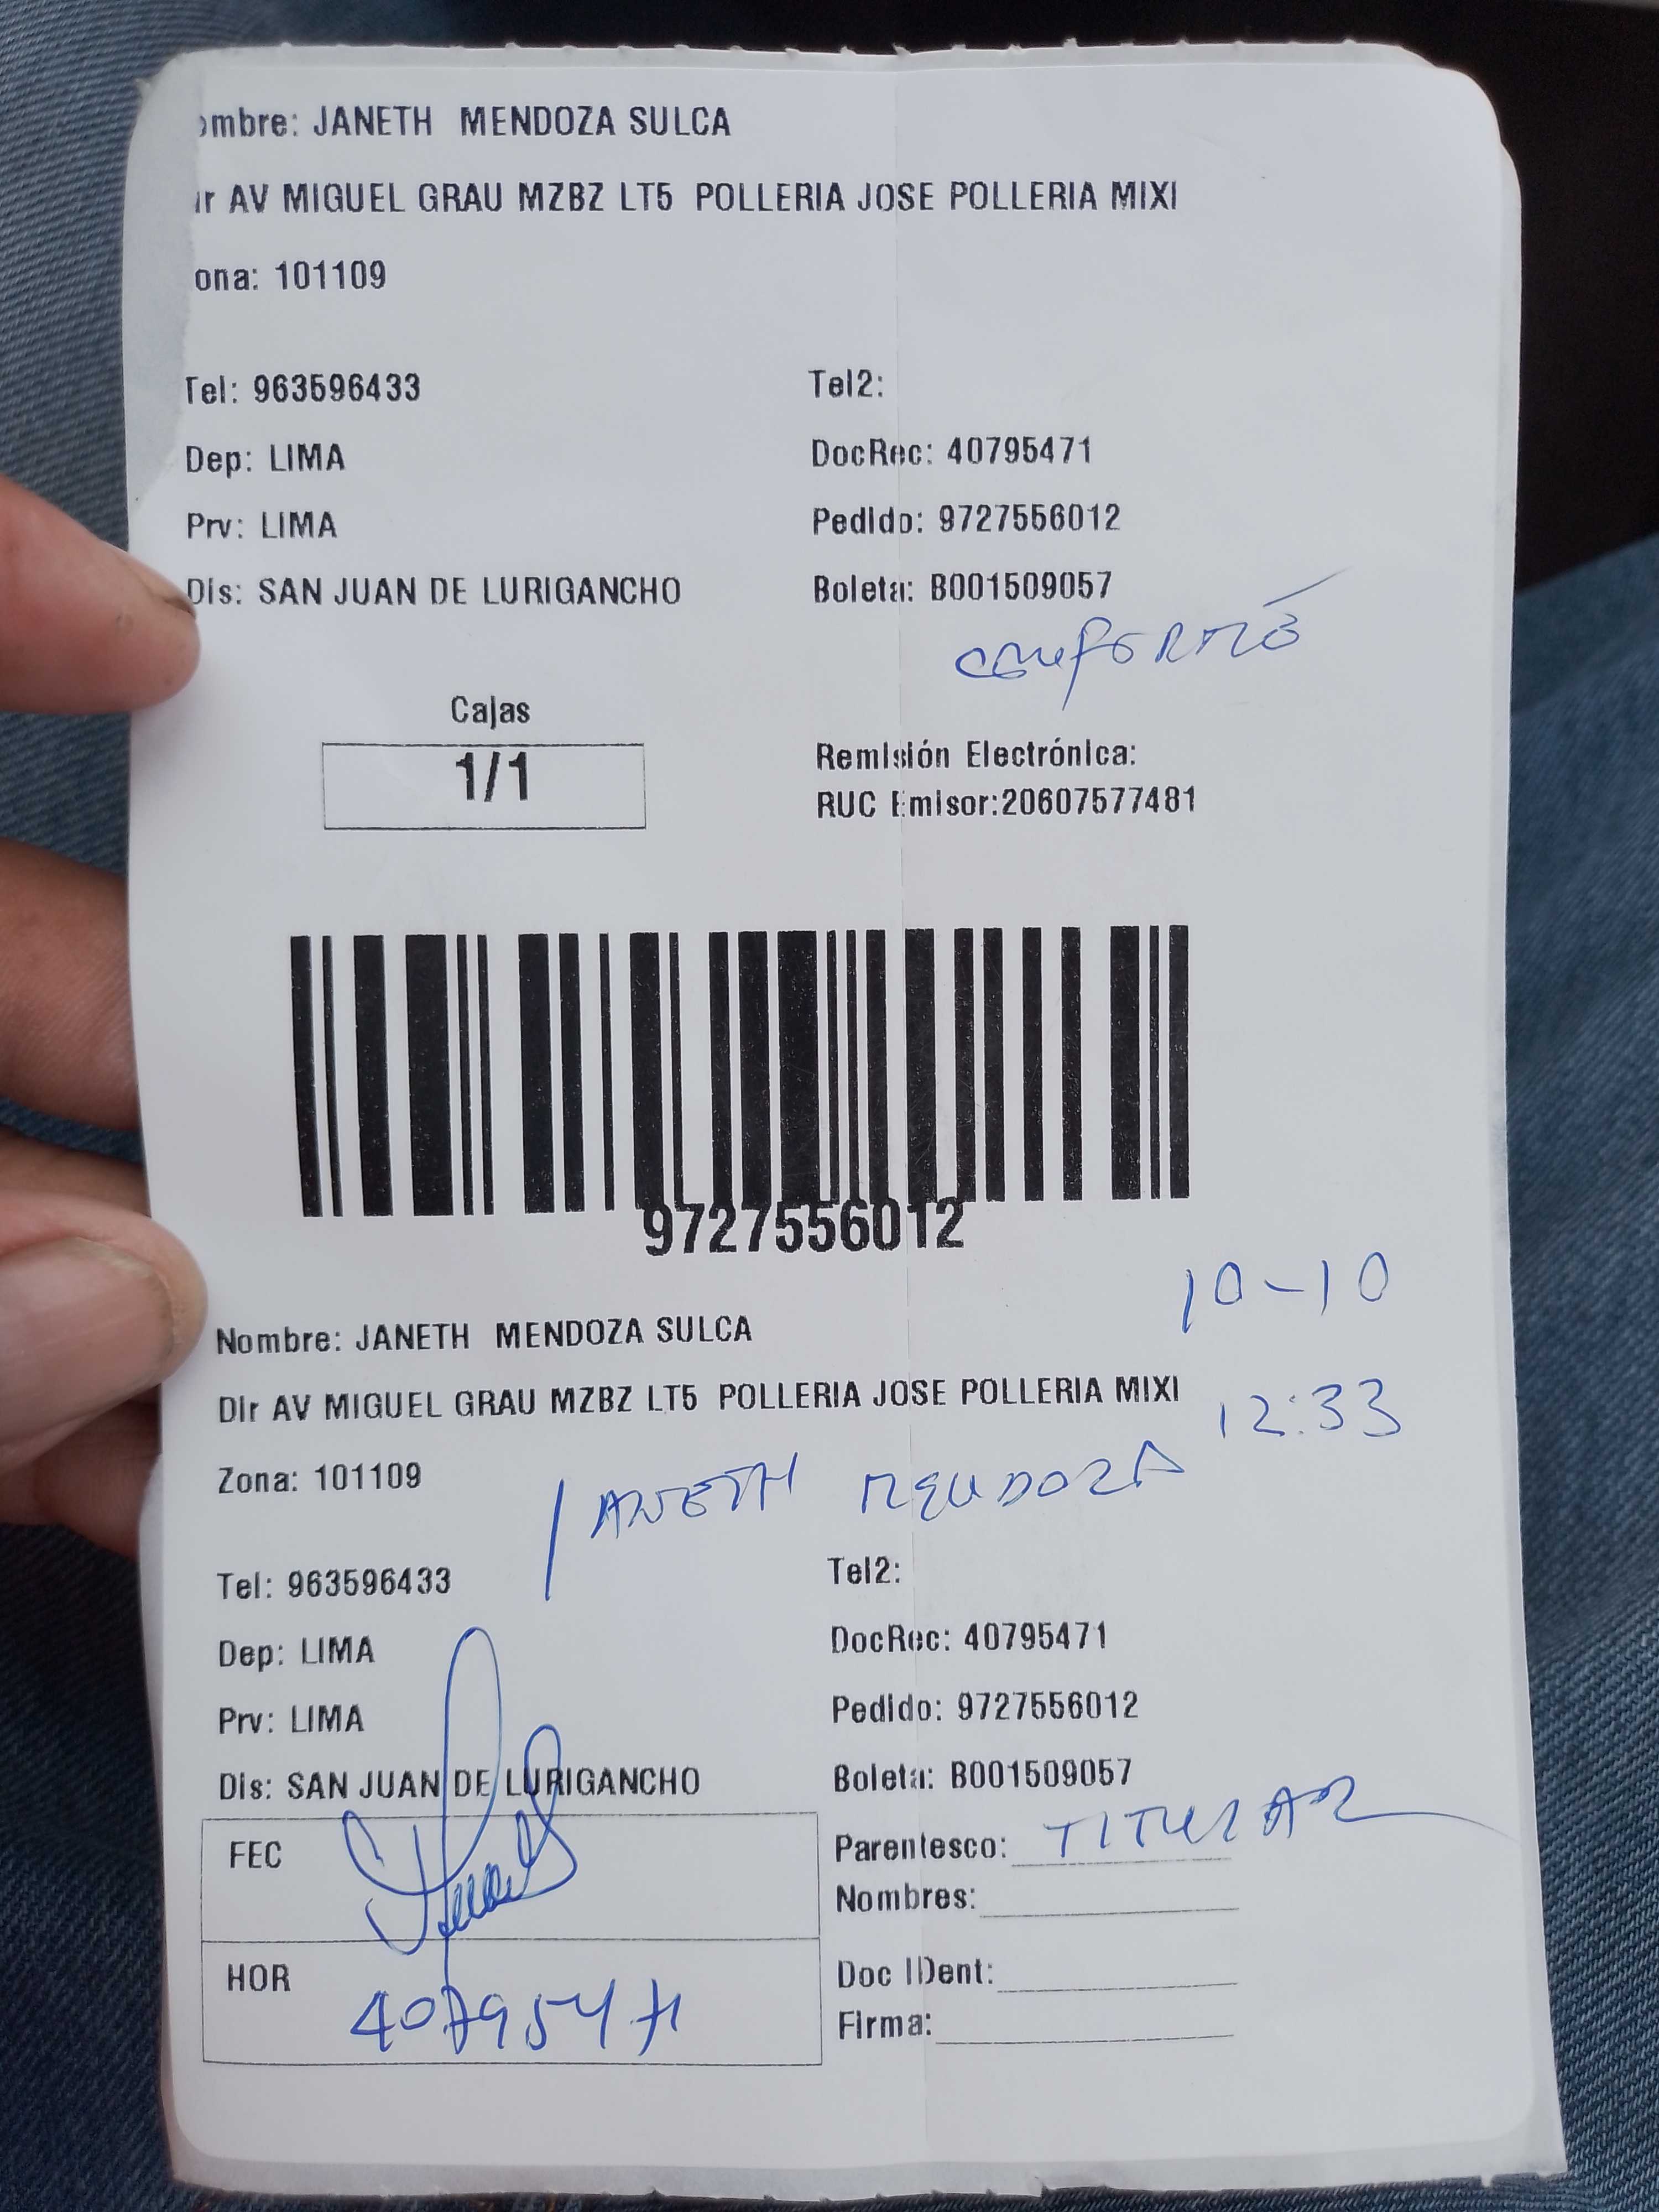 ombre: JANETH MENDOZA SULCA
ir AV MIGUEL GRAU MZBZ LT5 POLLERIA JOSE POLLERIA MIXI
ona: 101109
Tel: 963596433 Tel2:
Dep: LIMA DocRec: 40795471
Prv: LIMA Pedido: 9727556012
Dis: SAN JUAN DE LURIGANCHO Boleta: B001509057
CONFORME
Cajas
1/1
Remisión Electrónica:
RUC Emisor:20607577481
9727556012
10-10
Nombre: JANETH MENDOZA SULCA
Dir AV MIGUEL GRAU MZBZ LT5 POLLERIA JOSE POLLERIA MIXI
12:33
Zona: 101109
JANETH MENDOZA
Tel: 963596433 Tel2:
Dep: LIMA DocRec: 40795471
Prv: LIMA Pedido: 9727556012
Dis: SAN JUAN DE LURIGANCHO Boleta: B001509057
FEC
Parentesco: TITULAR
Nombres:
HOR
40795471
Doc IDent:
Firma: